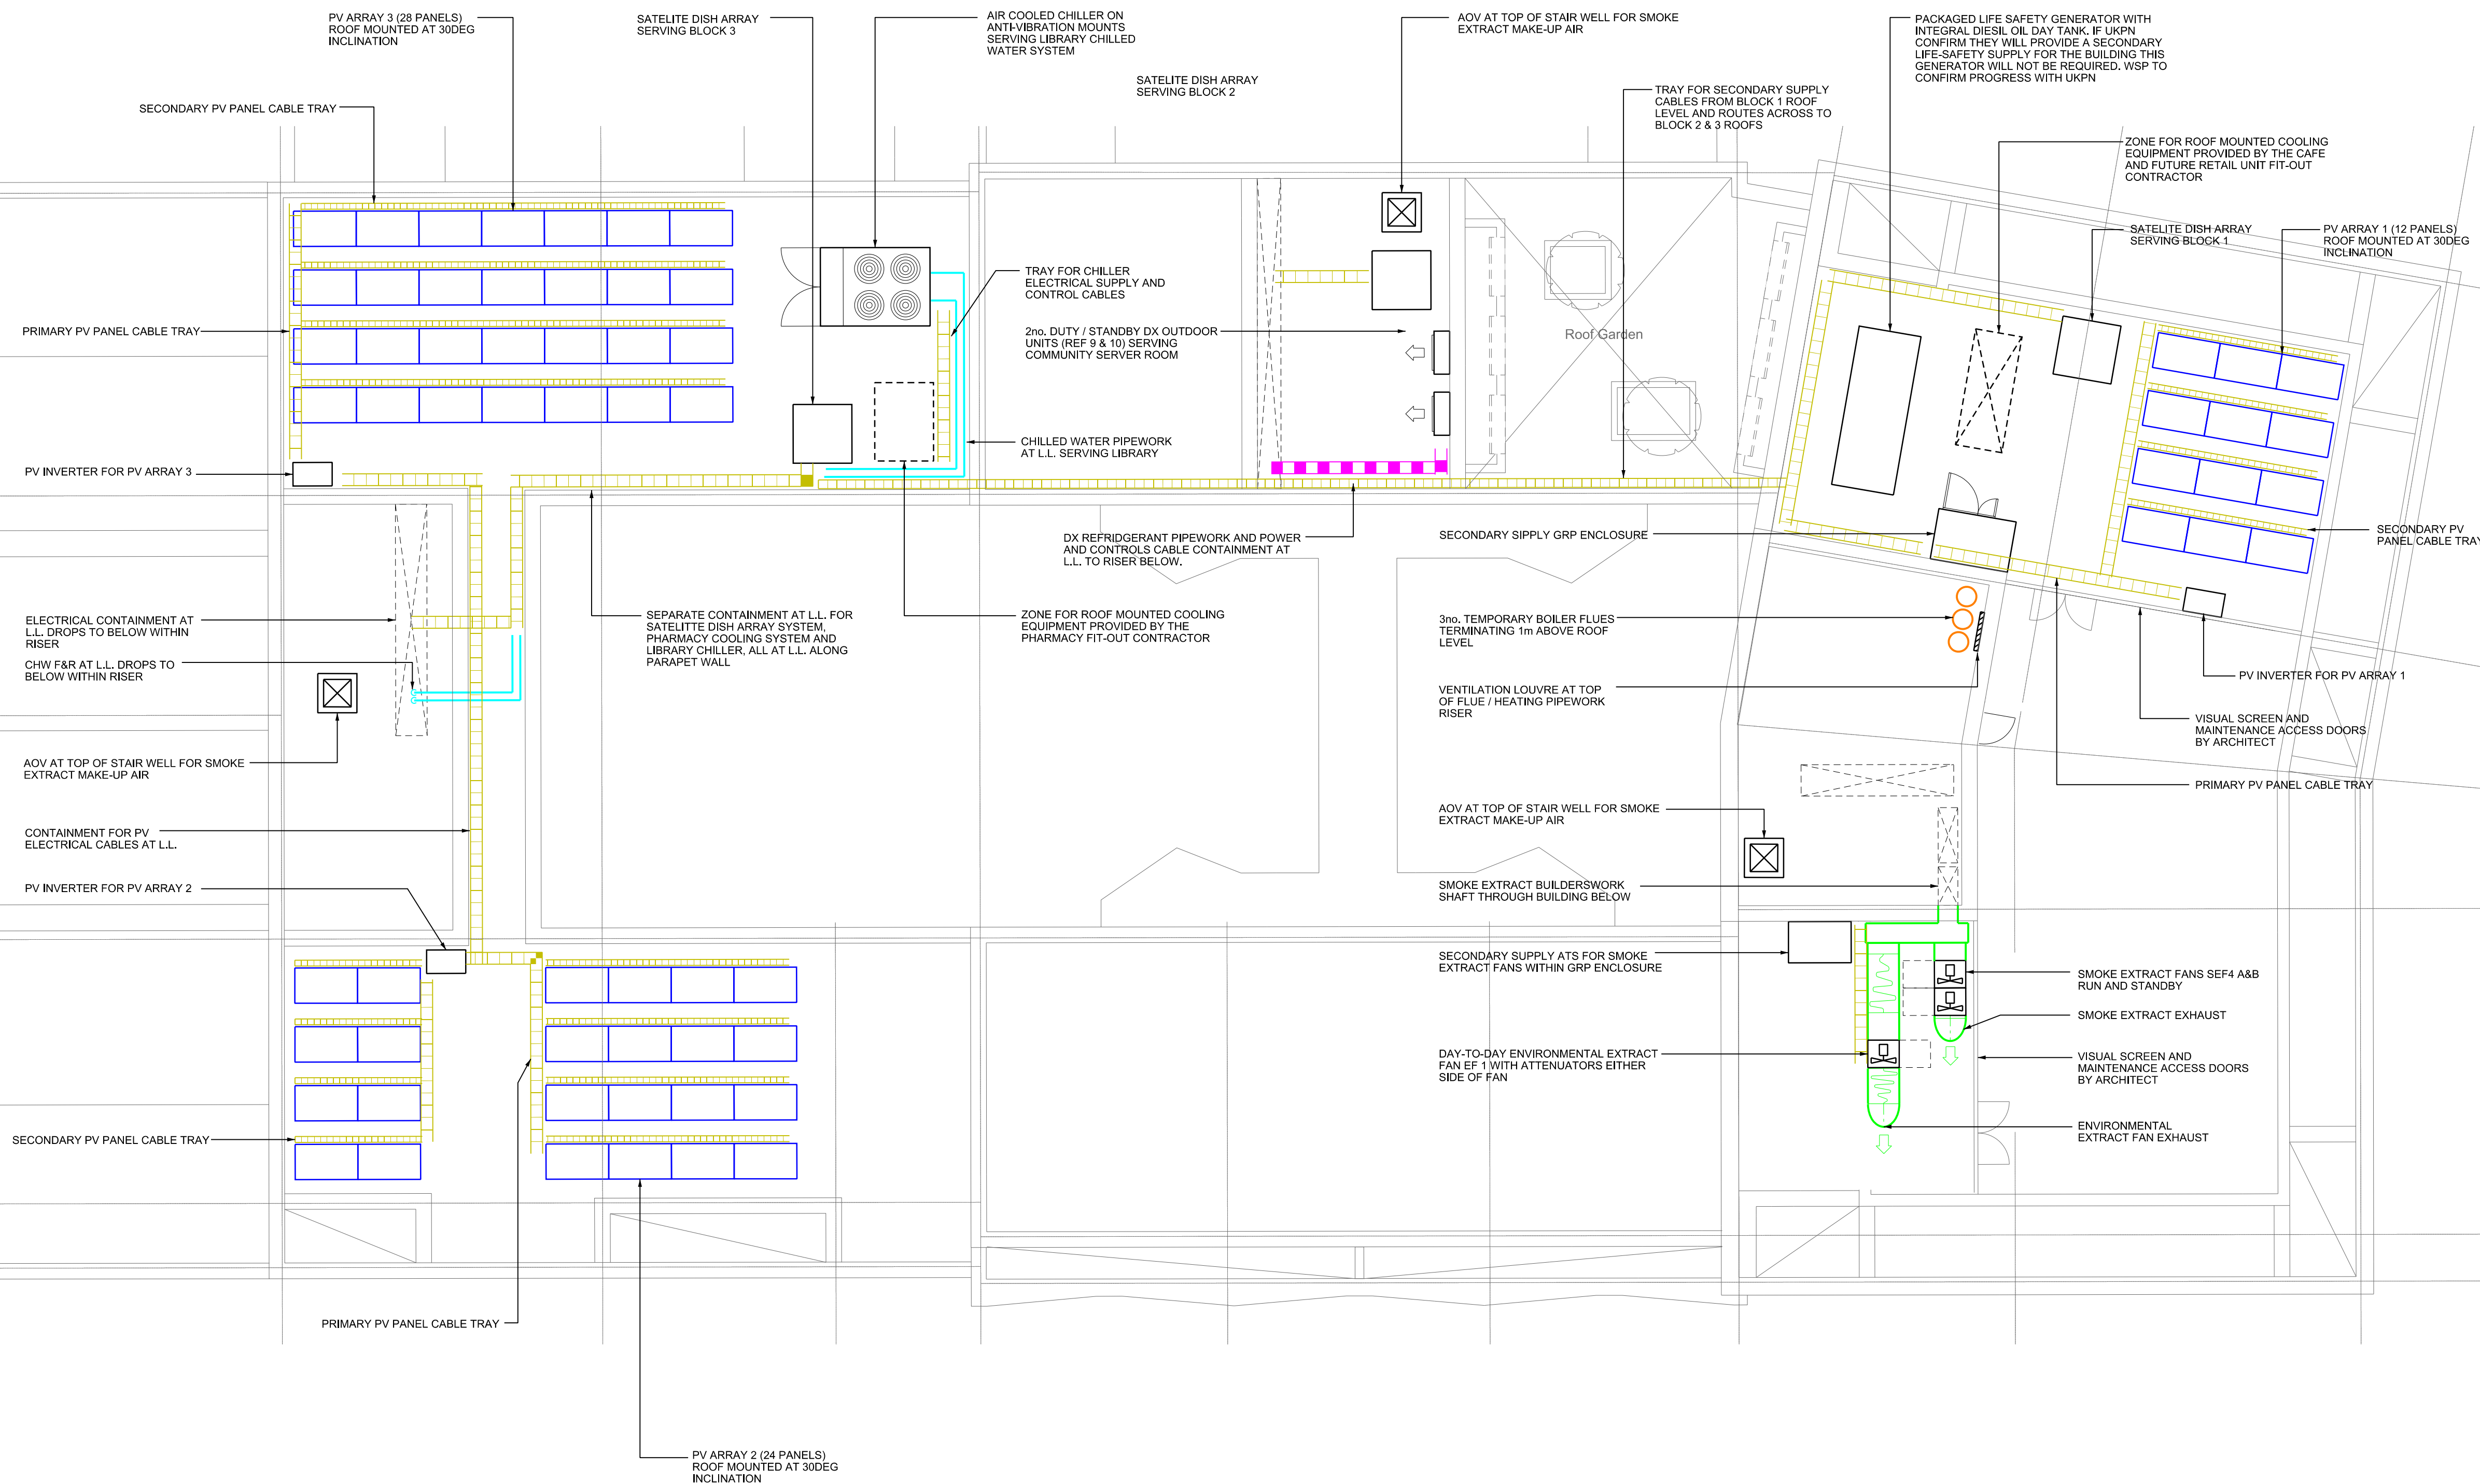 PV ARRAY 3 (28 PANELS)
ROOF MOUNTED AT 30DEG
INCLINATION
SATELITE DISH ARRAY
SERVING BLOCK 3
AIR COOLED CHILLER ON
ANTI-VIBRATION MOUNTS
SERVING LIBRARY CHILLED
WATER SYSTEM
SATELITE DISH ARRAY
SERVING BLOCK 2
AOV AT TOP OF STAIR WELL FOR SMOKE
EXTRACT MAKE-UP AIR
TRAY FOR SECONDARY SUPPLY
CABLES FROM BLOCK 1 ROOF
LEVEL AND ROUTES ACROSS TO
BLOCK 2 & 3 ROOFS
PACKAGED LIFE SAFETY GENERATOR WITH
INTEGRAL DIESIL OIL DAY TANK. IF UKPN
CONFIRM THEY WILL PROVIDE A SECONDARY
LIFE-SAFETY SUPPLY FOR THE BUILDING THIS
GENERATOR WILL NOT BE REQUIRED. WSP TO
CONFIRM PROGRESS WITH UKPN
ZONE FOR ROOF MOUNTED COOLING
EQUIPMENT PROVIDED BY THE CAFE
AND FUTURE RETAIL UNIT FIT-OUT
CONTRACTOR
SATELITE DISH ARRAY
SERVING BLOCK 1
PV ARRAY 1 (12 PANELS)
ROOF MOUNTED AT 30DEG
INCLINATION
SECONDARY PV PANEL CABLE TRAY
PRIMARY PV PANEL CABLE TRAY
PV INVERTER FOR PV ARRAY 3
TRAY FOR CHILLER
ELECTRICAL SUPPLY AND
CONTROL CABLES
2no. DUTY / STANDBY DX OUTDOOR
UNITS (REF 9 & 10) SERVING
COMMUNITY SERVER ROOM
Roof Garden
CHILLED WATER PIPEWORK
AT L.L. SERVING LIBRARY
DX REFRIDGERANT PIPEWORK AND POWER
AND CONTROLS CABLE CONTAINMENT AT
L.L. TO RISER BELOW.
SECONDARY SIPPLY GRP ENCLOSURE
SECONDARY PV
PANEL CABLE TRAY
ELECTRICAL CONTAINMENT AT
L.L. DROPS TO BELOW WITHIN
RISER
CHW F&R AT L.L. DROPS TO
BELOW WITHIN RISER
SEPARATE CONTAINMENT AT L.L. FOR
SATELITTE DISH ARRAY SYSTEM,
PHARMACY COOLING SYSTEM AND
LIBRARY CHILLER, ALL AT L.L. ALONG
PARAPET WALL
ZONE FOR ROOF MOUNTED COOLING
EQUIPMENT PROVIDED BY THE
PHARMACY FIT-OUT CONTRACTOR
3no. TEMPORARY BOILER FLUES
TERMINATING 1m ABOVE ROOF
LEVEL
VENTILATION LOUVRE AT TOP
OF FLUE / HEATING PIPEWORK
RISER
PV INVERTER FOR PV ARRAY 1
VISUAL SCREEN AND
MAINTENANCE ACCESS DOORS
BY ARCHITECT
PRIMARY PV PANEL CABLE TRAY
AOV AT TOP OF STAIR WELL FOR SMOKE
EXTRACT MAKE-UP AIR
CONTAINMENT FOR PV
ELECTRICAL CABLES AT L.L.
PV INVERTER FOR PV ARRAY 2
AOV AT TOP OF STAIR WELL FOR SMOKE
EXTRACT MAKE-UP AIR
SMOKE EXTRACT BUILDERSWORK
SHAFT THROUGH BUILDING BELOW
SECONDARY SUPPLY ATS FOR SMOKE
EXTRACT FANS WITHIN GRP ENCLOSURE
SMOKE EXTRACT FANS SEF4 A&B
RUN AND STANDBY
SMOKE EXTRACT EXHAUST
DAY-TO-DAY ENVIRONMENTAL EXTRACT
FAN EF 1 WITH ATTENUATORS EITHER
SIDE OF FAN
VISUAL SCREEN AND
MAINTENANCE ACCESS DOORS
BY ARCHITECT
ENVIRONMENTAL
EXTRACT FAN EXHAUST
SECONDARY PV PANEL CABLE TRAY
PRIMARY PV PANEL CABLE TRAY
PV ARRAY 2 (24 PANELS)
ROOF MOUNTED AT 30DEG
INCLINATION